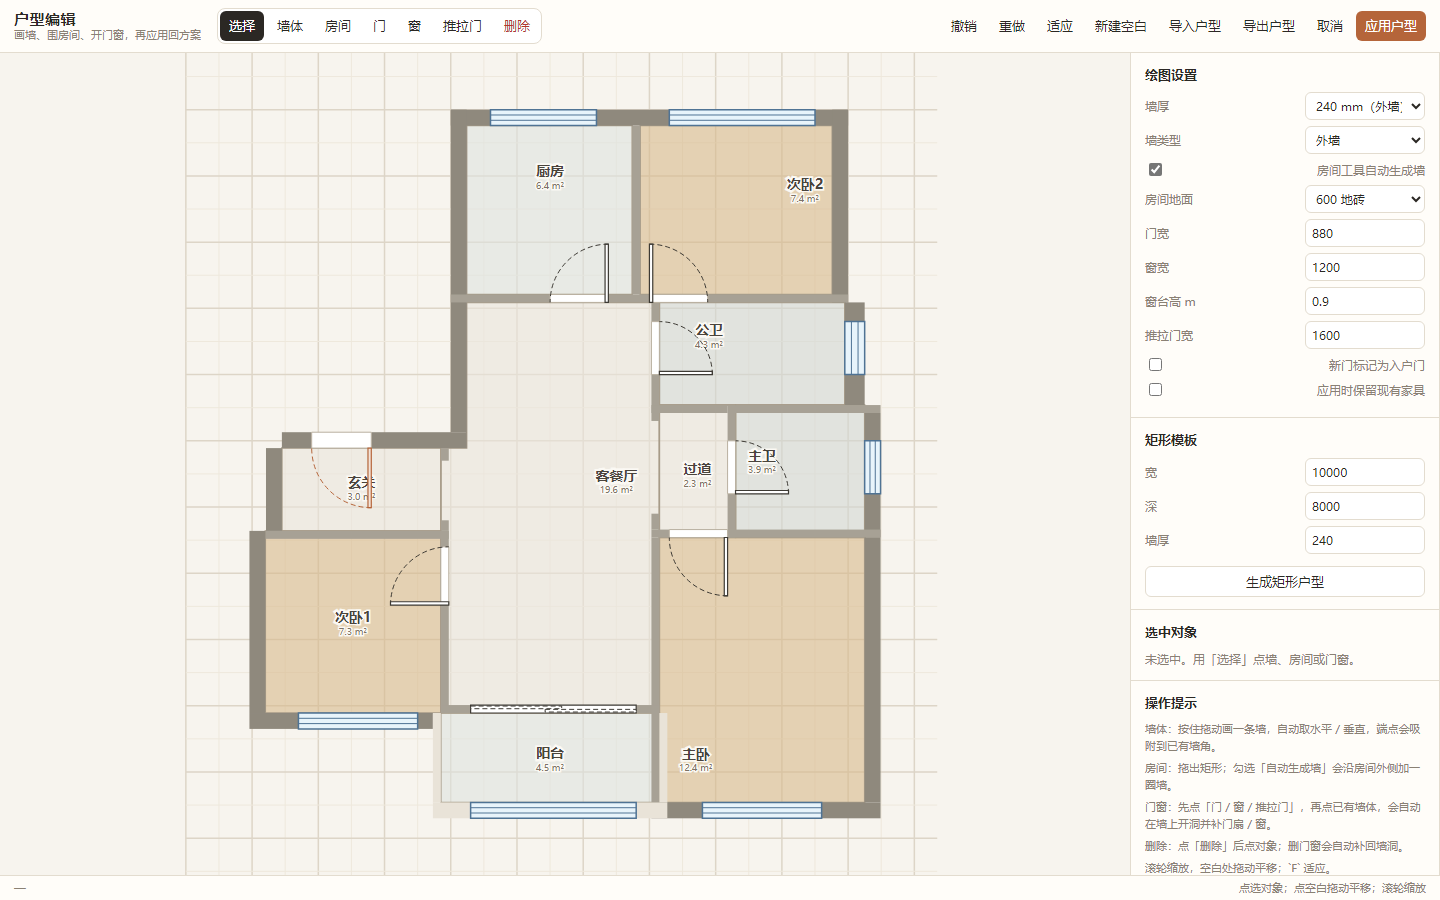 户型编辑
画墙、围房间、开门窗，再应用回方案
选择 墙体 房间 门 窗 推拉门 删除
撤销 重做 适应 新建空白 导入户型 导出户型 取消 应用户型
厨房
6.4 m²
次卧2
7.4 m²
公卫
4.3 m²
玄关
3.0 m²
客餐厅
19.6 m²
过道
2.3 m²
主卫
3.9 m²
次卧1
7.3 m²
阳台
4.5 m²
主卧
12.4 m²
绘图设置
墙厚 240 mm（外墙）
墙类型 外墙
房间工具自动生成墙
房间地面 600 地砖
门宽 880
窗宽 1200
窗台高 m 0.9
推拉门宽 1600
新门标记为入户门
应用时保留现有家具
矩形模板
宽 10000
深 8000
墙厚 240
生成矩形户型
选中对象
未选中。用「选择」点墙、房间或门窗。
操作提示
墙体：按住拖动画一条墙，自动取水平 / 垂直，端点会吸
附到已有墙角。
房间：拖出矩形；勾选「自动生成墙」会沿房间外侧加一
圈墙。
门窗：先点「门 / 窗 / 推拉门」，再点已有墙体，会自动
在墙上开洞并补门扇 / 窗。
删除：点「删除」后点对象；删门窗会自动补回墙洞。
滚轮缩放，空白处拖动平移；`F` 适应。
—
点选对象；点空白拖动平移；滚轮缩放